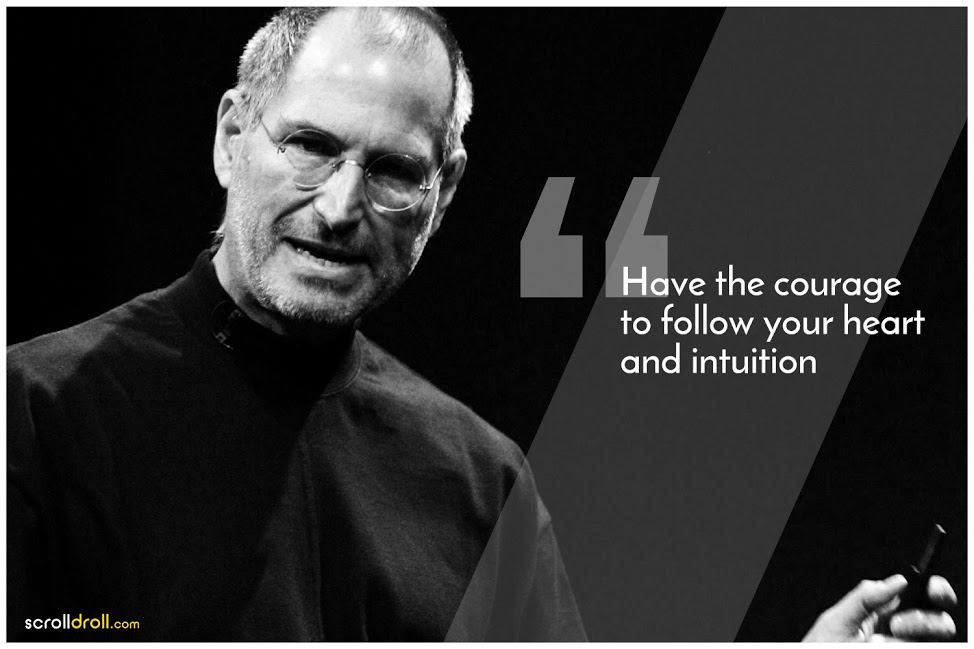 Have the courage
to follow your heart
and intuition
scrolldroll.com